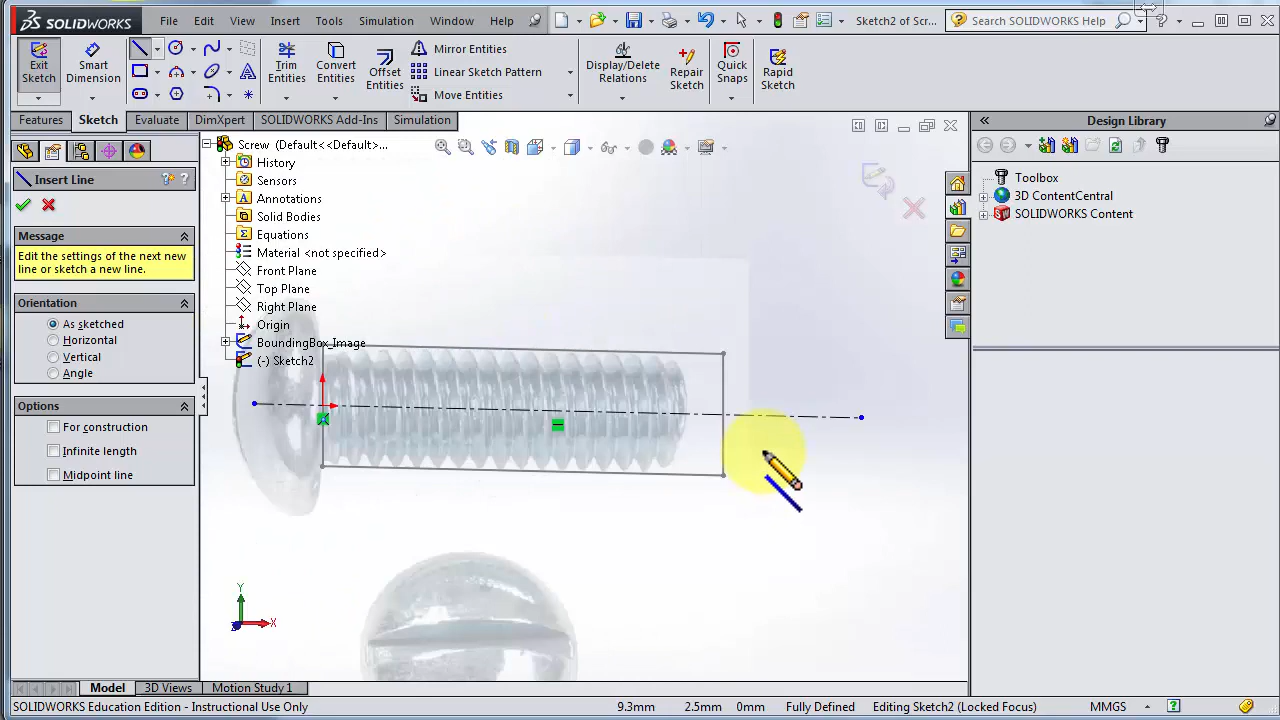 SOLIDWORKS
File
Edit
View
Insert
Tools
Simulation
Window
Help
Sketch2 of Scr...
Search SOLIDWORKS Help
Exit Sketch
Smart Dimension
Trim Entities
Convert Entities
Offset Entities
Mirror Entities
Linear Sketch Pattern
Move Entities
Display/Delete Relations
Repair Sketch
Quick Snaps
Rapid Sketch
Features
Sketch
Evaluate
DimXpert
SOLIDWORKS Add-Ins
Simulation
Insert Line
Message
Edit the settings of the next new
line or sketch a new line.
Orientation
As sketched
Horizontal
Vertical
Angle
Options
For construction
Infinite length
Midpoint line
Screw (Default<<Default>...
History
Sensors
Annotations
Solid Bodies
Equations
Material <not specified>
Front Plane
Top Plane
Right Plane
Origin
BoundingBox_Image
(-) Sketch2
Y
X
Z
Design Library
Toolbox
3D ContentCentral
SOLIDWORKS Content
Model
3D Views
Motion Study 1
SOLIDWORKS Education Edition - Instructional Use Only
9.3mm
2.5mm
0mm
Fully Defined
Editing Sketch2 (Locked Focus)
MMGS